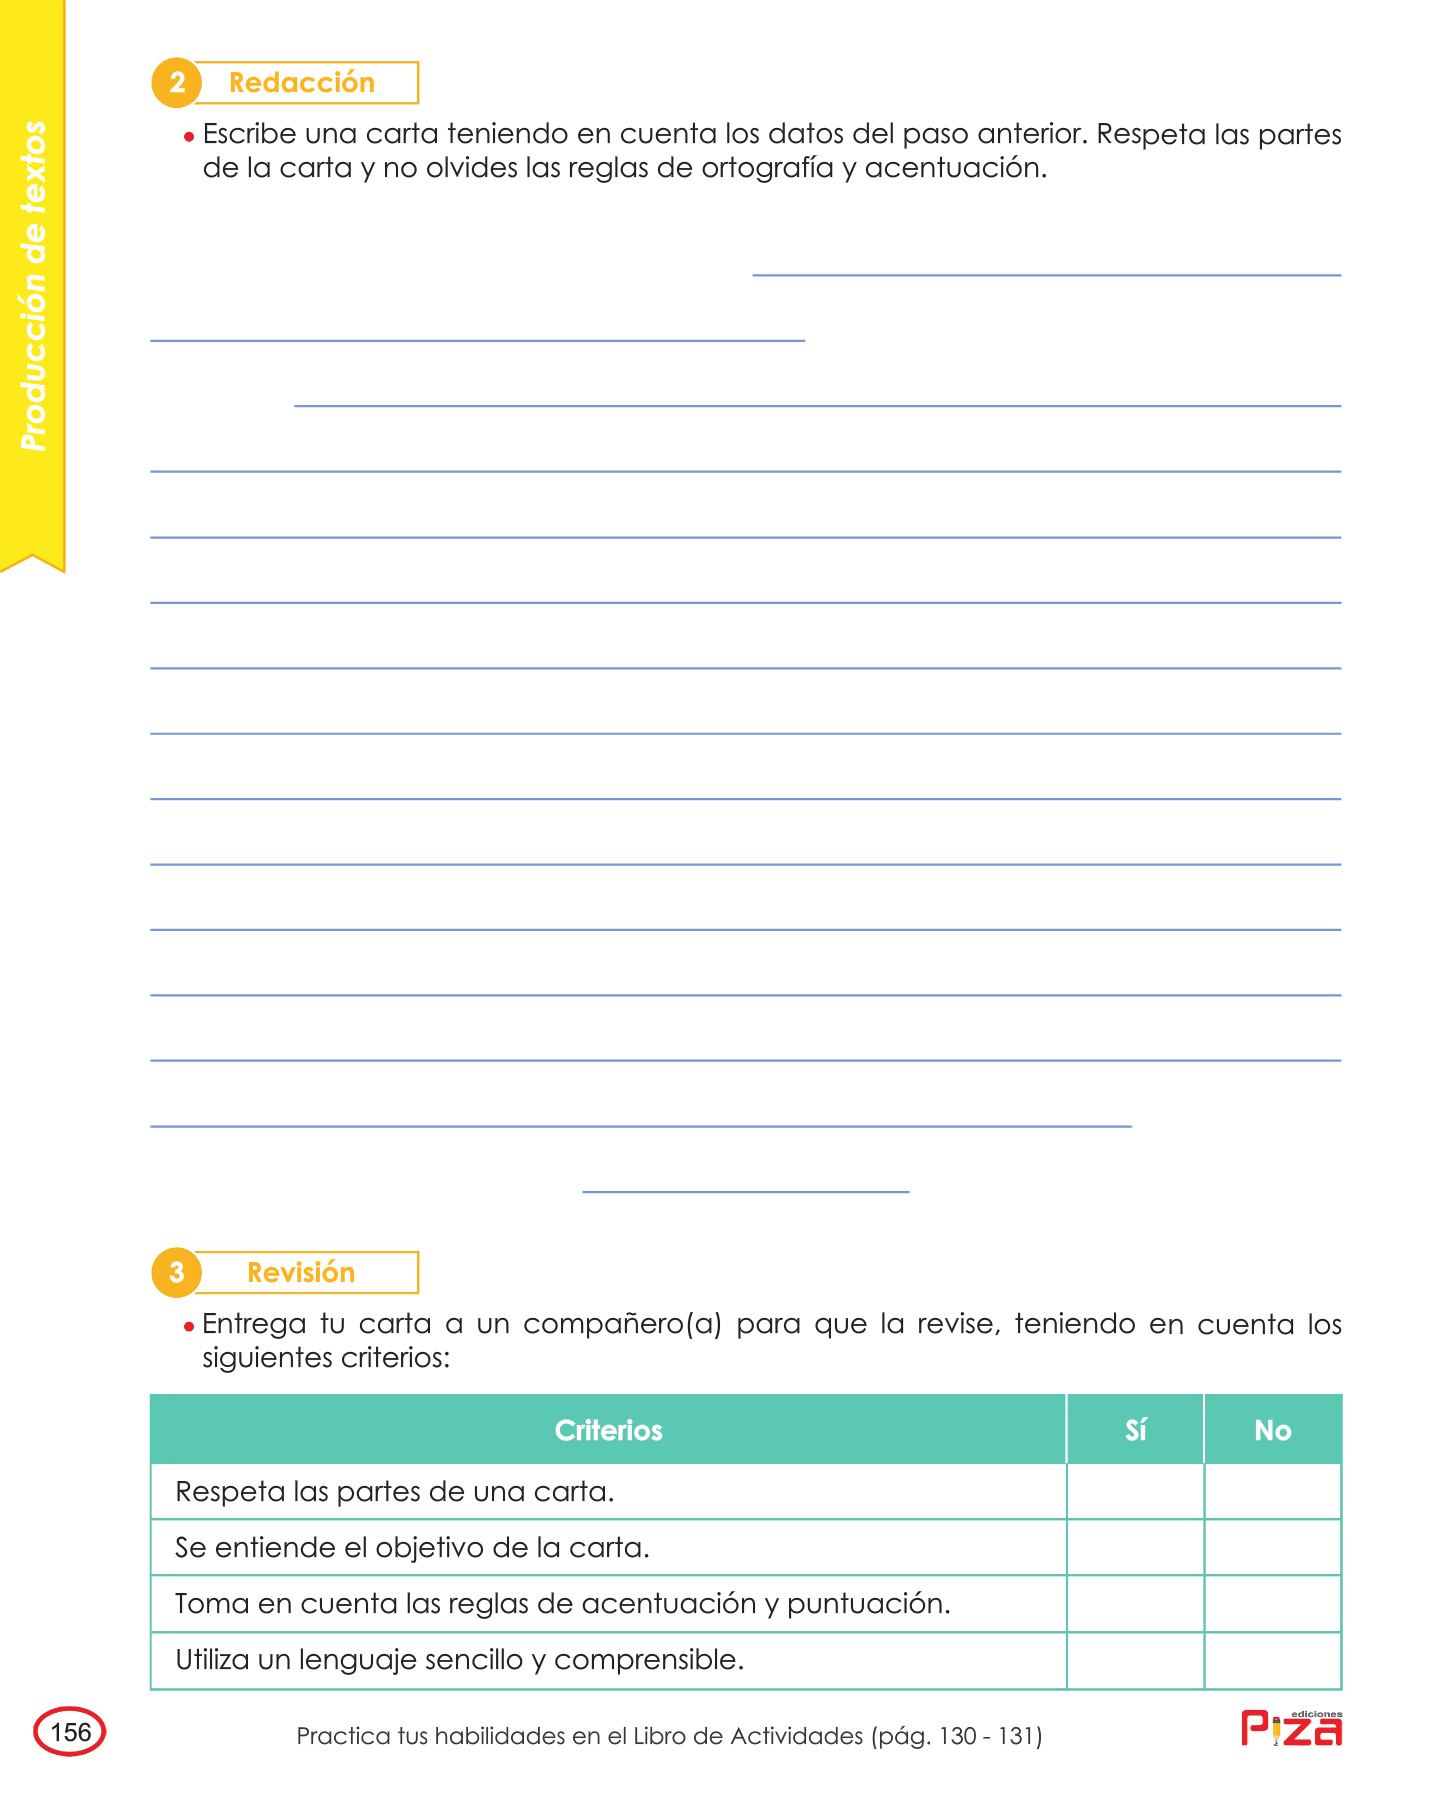 Producción de textos
2 Redacción
• Escribe una carta teniendo en cuenta los datos del paso anterior. Respeta las partes
de la carta y no olvides las reglas de ortografía y acentuación.
3 Revisión
• Entrega tu carta a un compañero(a) para que la revise, teniendo en cuenta los
siguientes criterios:
Criterios Sí No
Respeta las partes de una carta.
Se entiende el objetivo de la carta.
Toma en cuenta las reglas de acentuación y puntuación.
Utiliza un lenguaje sencillo y comprensible.
156
Practica tus habilidades en el Libro de Actividades (pág. 130 - 131)
ediciones
Piza